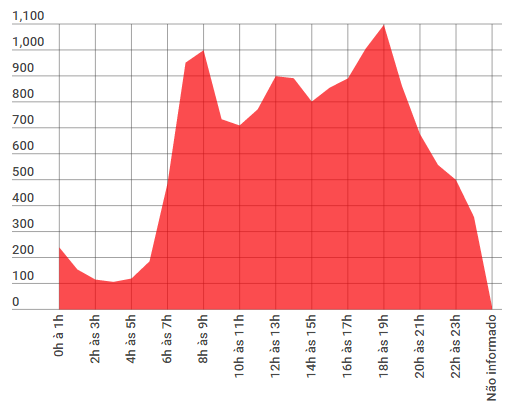 1,100
1,000
900
800
700
600
500
400
300
200
100
0
0h à 1h
2h às 3h
4h às 5h
6h às 7h
8h às 9h
10h às 11h
12h às 13h
14h às 15h
16h às 17h
18h às 19h
20h às 21h
22h às 23h
Não informado